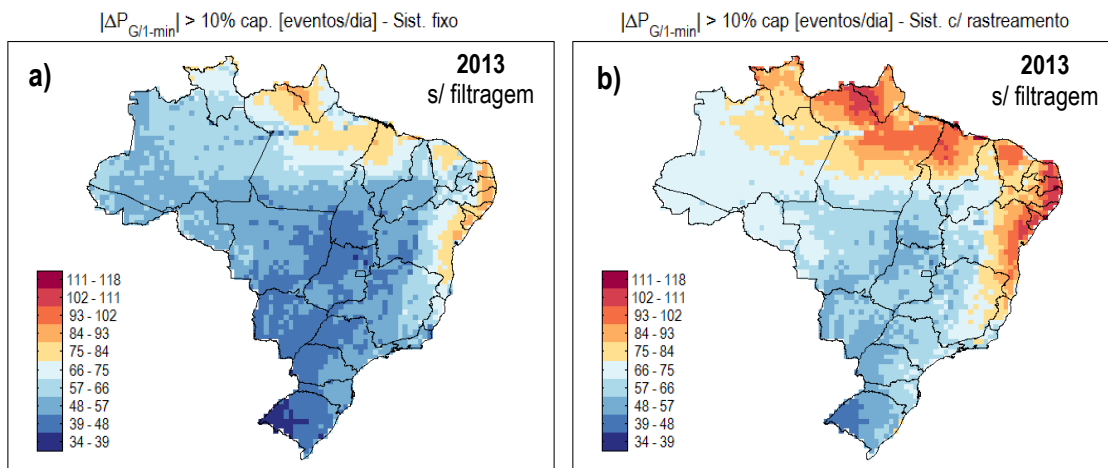 |ΔP_{G/1-min}| > 10% cap. [eventos/dia] - Sist. fixo
a)
2013
s/ filtragem
111 - 118
102 - 111
93 - 102
84 - 93
75 - 84
66 - 75
57 - 66
48 - 57
39 - 48
34 - 39
|ΔP_{G/1-min}| > 10% cap [eventos/dia] - Sist. c/ rastreamento
b)
2013
s/ filtragem
111 - 118
102 - 111
93 - 102
84 - 93
75 - 84
66 - 75
57 - 66
48 - 57
39 - 48
34 - 39